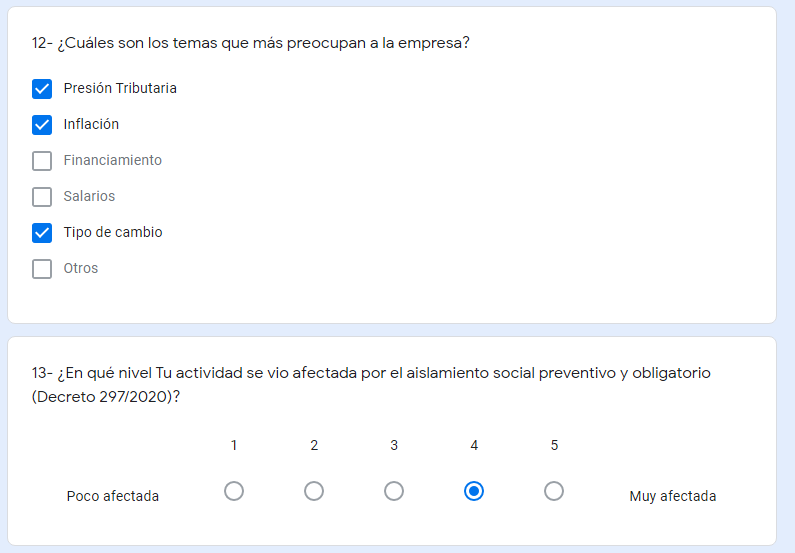 12- ¿Cuáles son los temas que más preocupan a la empresa?
Presión Tributaria
Inflación
Financiamiento
Salarios
Tipo de cambio
Otros
13- ¿En qué nivel Tu actividad se vio afectada por el aislamiento social preventivo y obligatorio
(Decreto 297/2020)?
1 2 3 4 5
Poco afectada Muy afectada